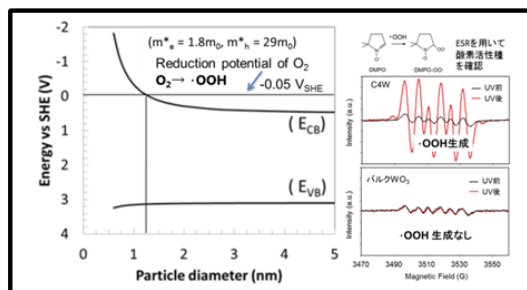 (m*e = 1.8m0, m*h = 29m0)
Reduction potential of O2
O2→ ・OOH
-0.05 VSHE
(ECB)
(EVB)
Energy vs SHE (eV)
-2
-1
0
1
2
3
4
0
1
2
3
4
5
Particle diameter (nm)
・OOH
DMPO
・DMPO-OO・
ESRを用いて
酸素活性種
を確認
C4W
UV前
UV後
・OOH生成
Intensity (a.u.)
バルクWO3
UV前
UV後
・OOH 生成なし
Intensity (a.u.)
3470
3500
3530
3560
Magnetic Field (G)